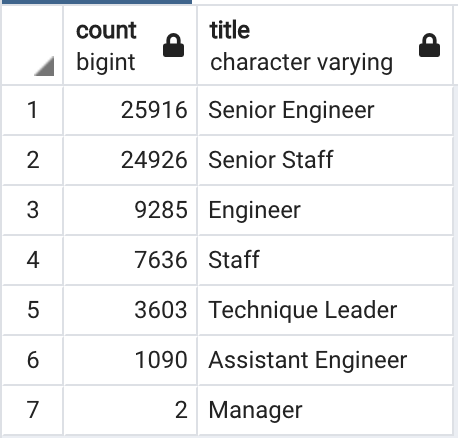 count title
bigint character varying
1 25916 Senior Engineer
2 24926 Senior Staff
3 9285 Engineer
4 7636 Staff
5 3603 Technique Leader
6 1090 Assistant Engineer
7 2 Manager